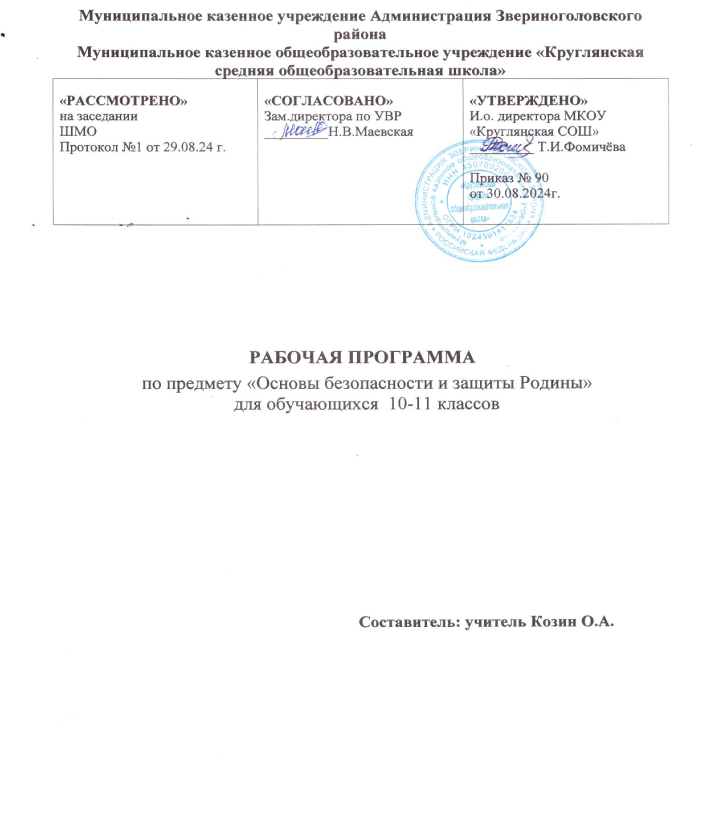 Муниципальное казенное учреждение Администрация Звериноголовского
района
Муниципальное казенное общеобразовательное учреждение «Круглянская
средняя общеобразовательная школа»
«РАССМОТРЕНО»
на заседании
ШМО
Протокол №1 от 29.08.24 г.
«СОГЛАСОВАНО»
Зам.директора по УВР
Н.В.Маевская
«УТВЕРЖДЕНО»
И.о. директора МКОУ
«Круглянская СОШ»
Т.И.Фомичёва
Приказ № 90
от 30.08.2024г.
РАБОЧАЯ ПРОГРАММА
по предмету «Основы безопасности и защиты Родины»
для обучающихся 10-11 классов
Составитель: учитель Козин О.А.